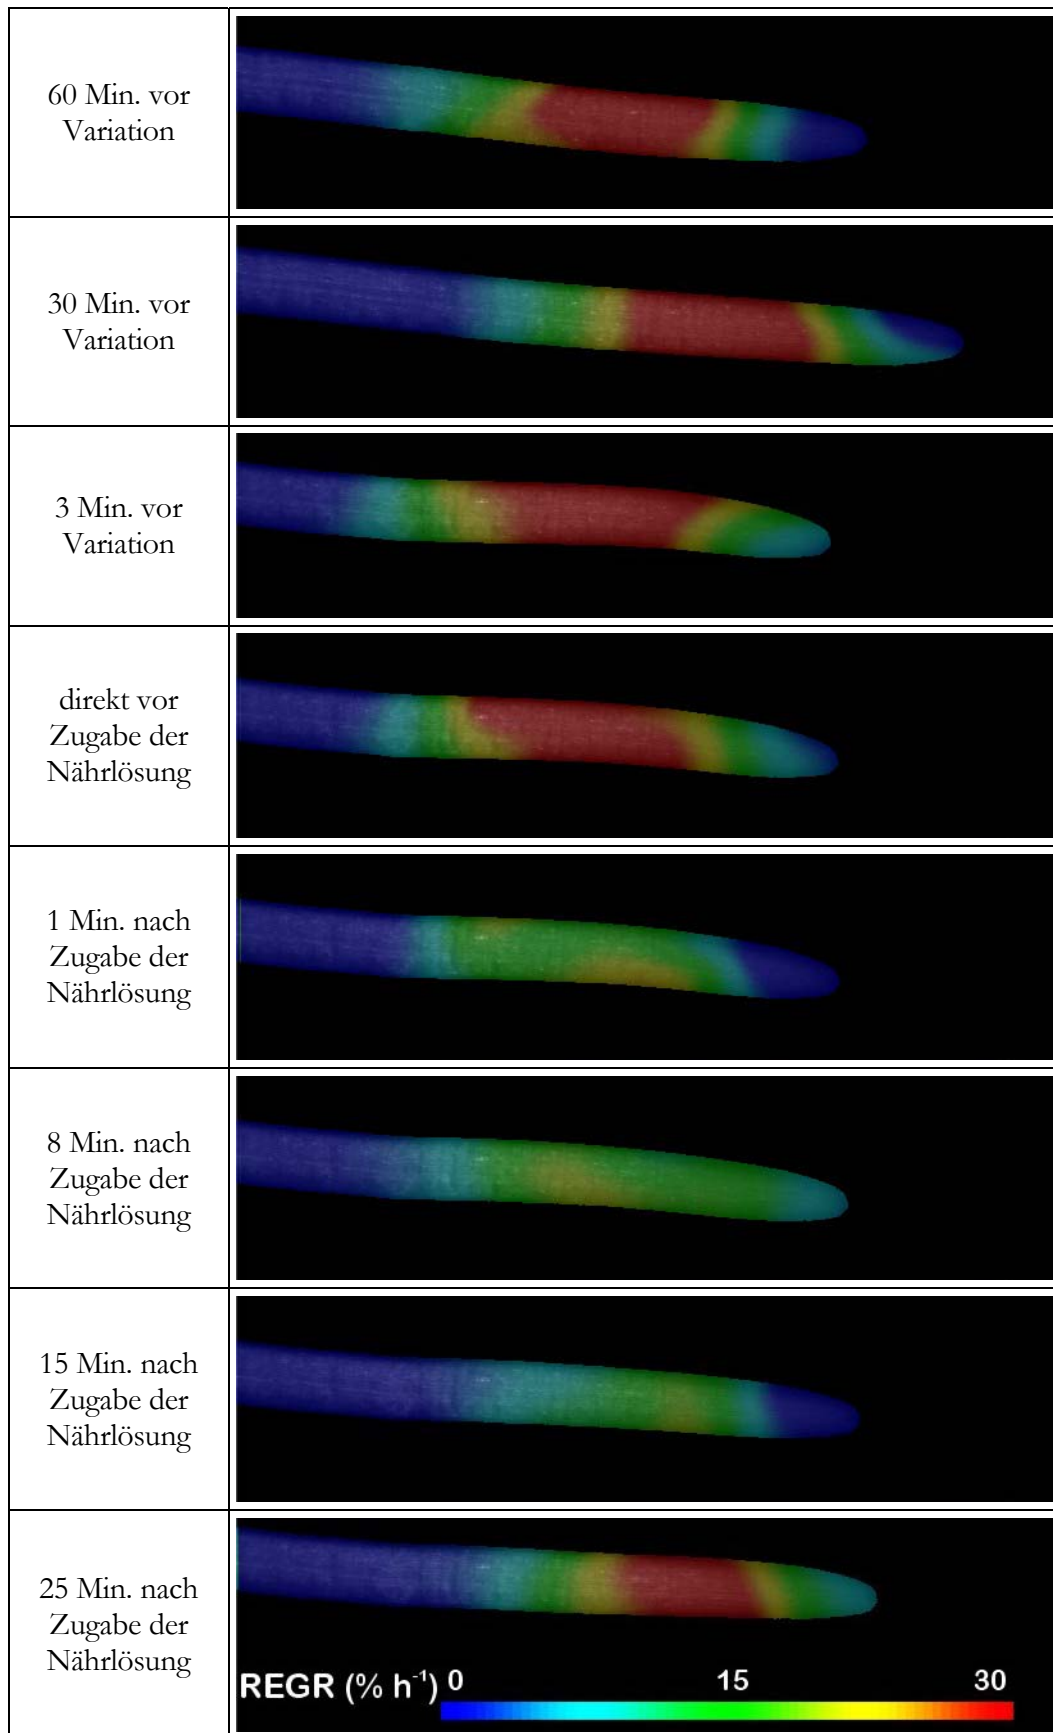 60 Min. vor
Variation
30 Min. vor
Variation
3 Min. vor
Variation
direkt vor
Zugabe der
Nährlösung
1 Min. nach
Zugabe der
Nährlösung
8 Min. nach
Zugabe der
Nährlösung
15 Min. nach
Zugabe der
Nährlösung
25 Min. nach
Zugabe der
Nährlösung
REGR (% h⁻¹) 0 15 30